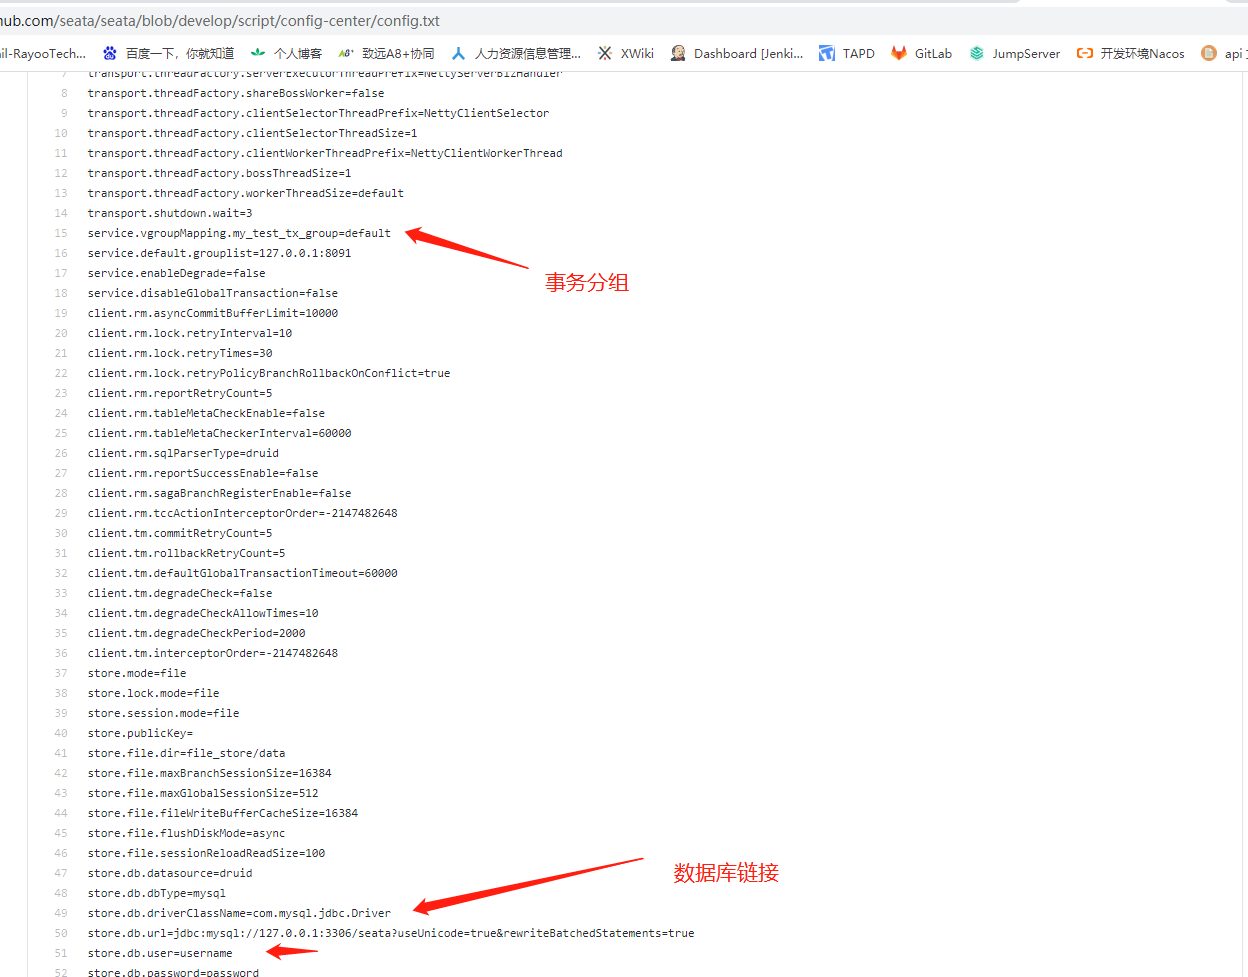 hub.com/seata/seata/blob/develop/script/config-center/config.txt
il-RayooTech... 百度一下，你就知道 个人博客 A8+ 致远A8+协同 人力资源信息管理... XWiki Dashboard [Jenki... TAPD GitLab JumpServer 开发环境Nacos api
7 transport.threadFactory.serverExecutorThreadPrefix=NettyServerBizHandler
8 transport.threadFactory.shareBossWorker=false
9 transport.threadFactory.clientSelectorThreadPrefix=NettyClientSelector
10 transport.threadFactory.clientSelectorThreadSize=1
11 transport.threadFactory.clientWorkerThreadPrefix=NettyClientWorkerThread
12 transport.threadFactory.bossThreadSize=1
13 transport.threadFactory.workerThreadSize=default
14 transport.shutdown.wait=3
15 service.vgroupMapping.my_test_tx_group=default
16 service.default.grouplist=127.0.0.1:8091
17 service.enableDegrade=false
事务分组
18 service.disableGlobalTransaction=false
19 client.rm.asyncCommitBufferLimit=10000
20 client.rm.lock.retryInterval=10
21 client.rm.lock.retryTimes=30
22 client.rm.lock.retryPolicyBranchRollbackOnConflict=true
23 client.rm.reportRetryCount=5
24 client.rm.tableMetaCheckEnable=false
25 client.rm.tableMetaCheckerInterval=60000
26 client.rm.sqlParserType=druid
27 client.rm.reportSuccessEnable=false
28 client.rm.sagaBranchRegisterEnable=false
29 client.rm.tccActionInterceptorOrder=-2147482648
30 client.tm.commitRetryCount=5
31 client.tm.rollbackRetryCount=5
32 client.tm.defaultGlobalTransactionTimeout=60000
33 client.tm.degradeCheck=false
34 client.tm.degradeCheckAllowTimes=10
35 client.tm.degradeCheckPeriod=2000
36 client.tm.interceptorOrder=-2147482648
37 store.mode=file
38 store.lock.mode=file
39 store.session.mode=file
40 store.publicKey=
41 store.file.dir=file_store/data
42 store.file.maxBranchSessionSize=16384
43 store.file.maxGlobalSessionSize=512
44 store.file.fileWriteBufferCacheSize=16384
45 store.file.flushDiskMode=async
46 store.file.sessionReloadReadSize=100
47 store.db.datasource=druid
数据库链接
48 store.db.dbType=mysql
49 store.db.driverClassName=com.mysql.jdbc.Driver
50 store.db.url=jdbc:mysql://127.0.0.1:3306/seata?useUnicode=true&rewriteBatchedStatements=true
51 store.db.user=username
52 store.db.password=password